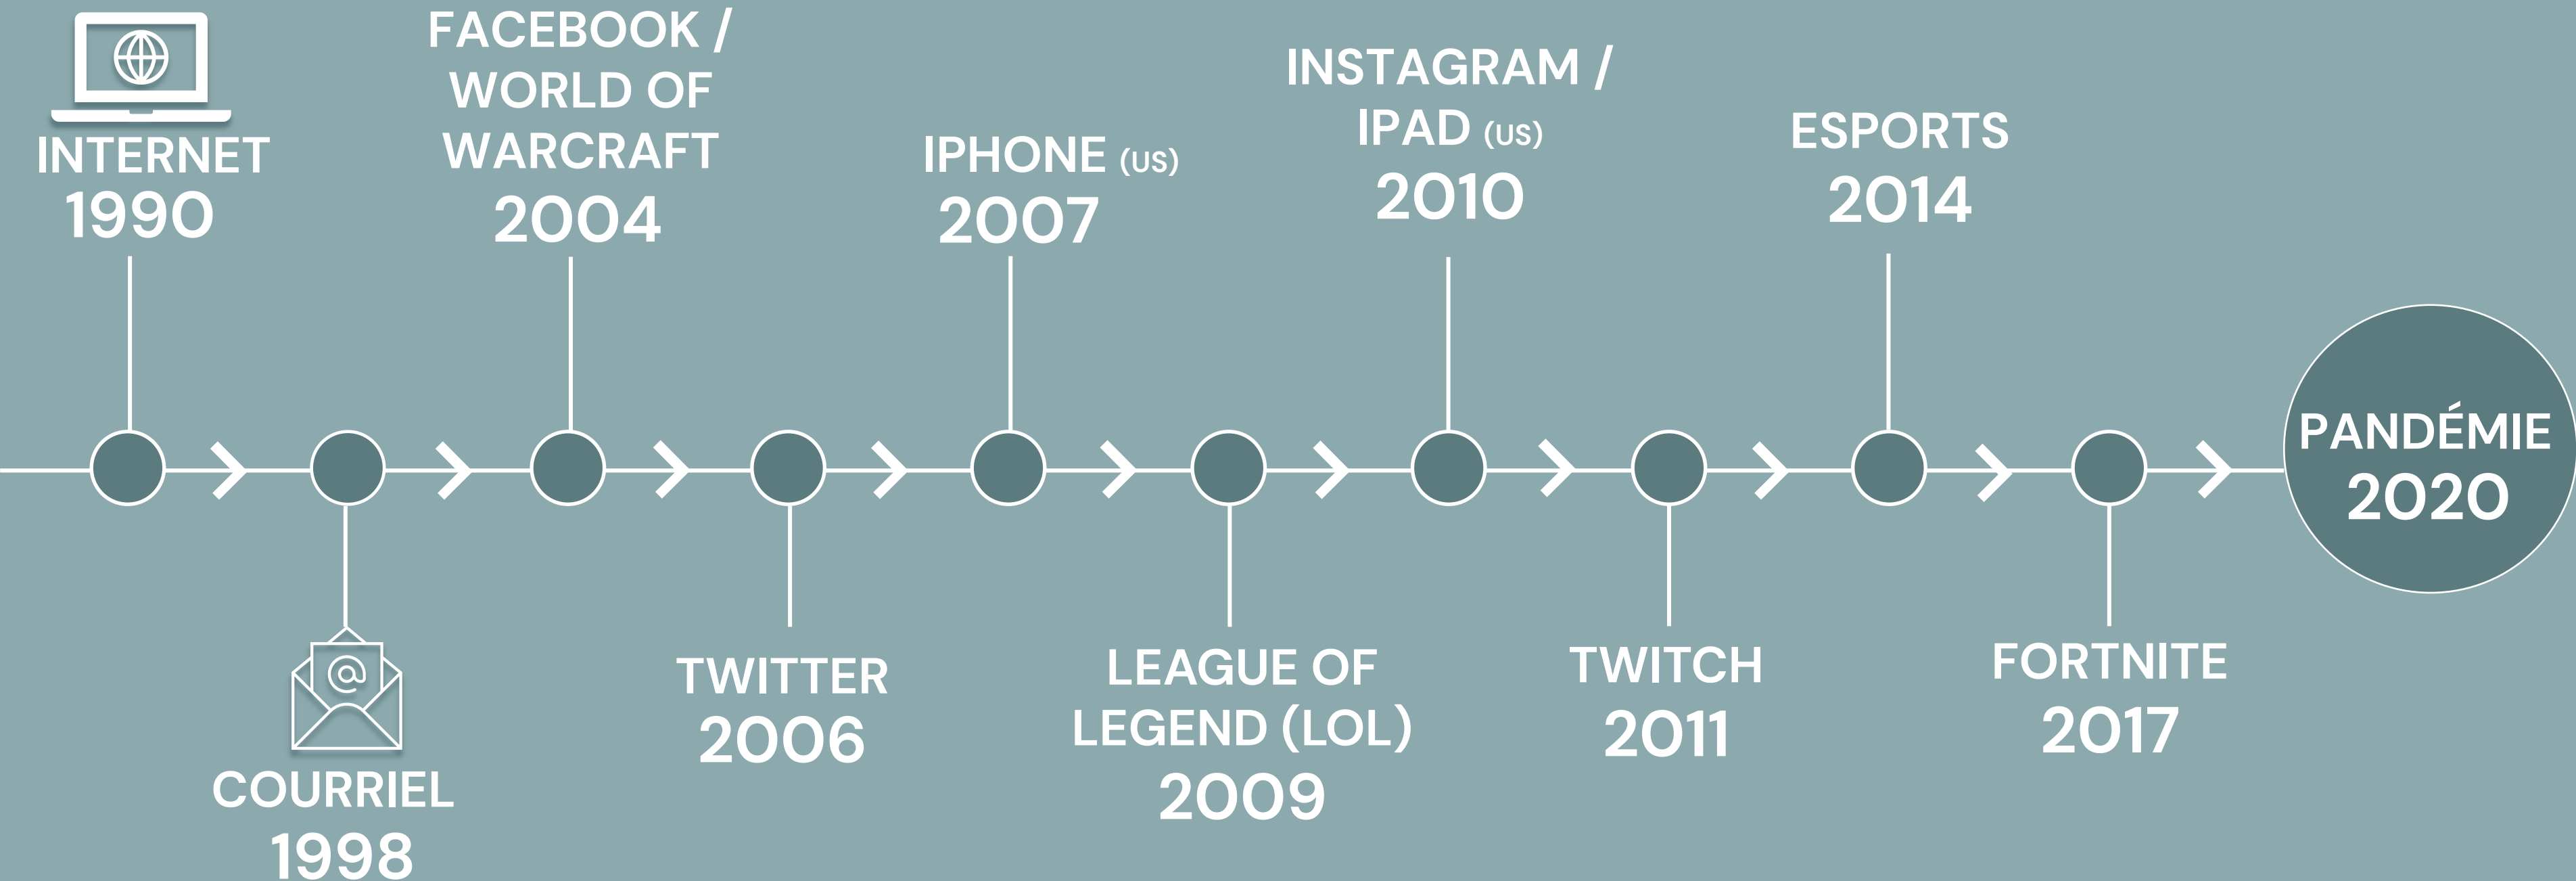 INTERNET
1990
COURRIEL
1998
FACEBOOK /
WORLD OF
WARCRAFT
2004
TWITTER
2006
IPHONE (US)
2007
LEAGUE OF
LEGEND (LOL)
2009
INSTAGRAM /
IPAD (US)
2010
TWITCH
2011
ESPORTS
2014
FORTNITE
2017
PANDÉMIE
2020